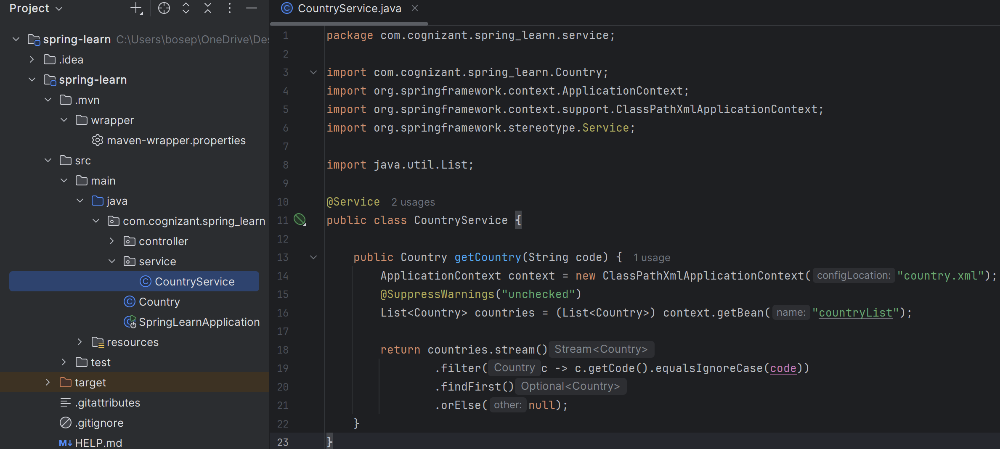 Project
spring-learn C:\Users\bosep\OneDrive\Des
.idea
spring-learn
.mvn
wrapper
maven-wrapper.properties
src
main
java
com.cognizant.spring_learn
controller
service
CountryService
Country
SpringLearnApplication
resources
test
target
.gitattributes
.gitignore
M↓ HELP.md
CountryService.java
1 package com.cognizant.spring_learn.service;
2
3 import com.cognizant.spring_learn.Country;
4 import org.springframework.context.ApplicationContext;
5 import org.springframework.context.support.ClassPathXmlApplicationContext;
6 import org.springframework.stereotype.Service;
7
8 import java.util.List;
9
10 @Service 2 usages
11 public class CountryService {
12
13 public Country getCountry(String code) { 1 usage
14 ApplicationContext context = new ClassPathXmlApplicationContext( configLocation: "country.xml");
15 @SuppressWarnings("unchecked")
16 List<Country> countries = (List<Country>) context.getBean( name: "countryList");
17
18 return countries.stream() Stream<Country>
19 .filter( Country c -> c.getCode().equalsIgnoreCase(code))
20 .findFirst() Optional<Country>
21 .orElse( other: null);
22 }
23 }